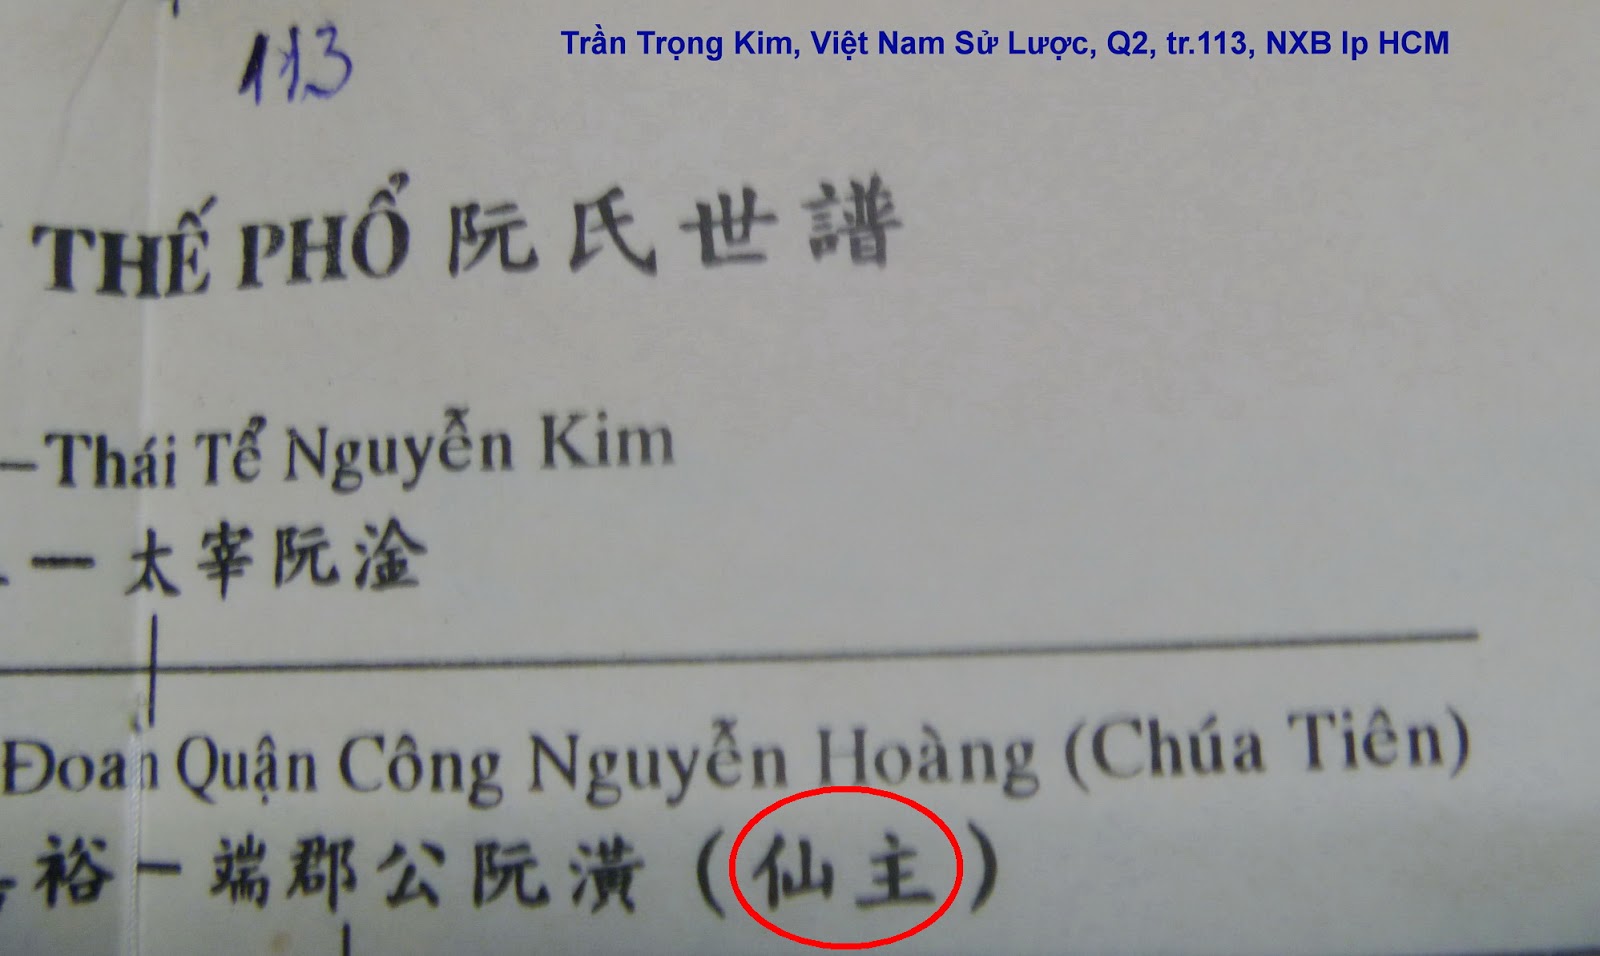 Trần Trọng Kim, Việt Nam Sử Lược, Q2, tr.113, NXB lp HCM
113
THẾ PHỔ 阮氏世譜
–Thái Tể Nguyễn Kim
— 太宰阮淦
Đoan Quận Công Nguyễn Hoàng (Chúa Tiên)
裕 – 端郡公阮潢 (仙主)